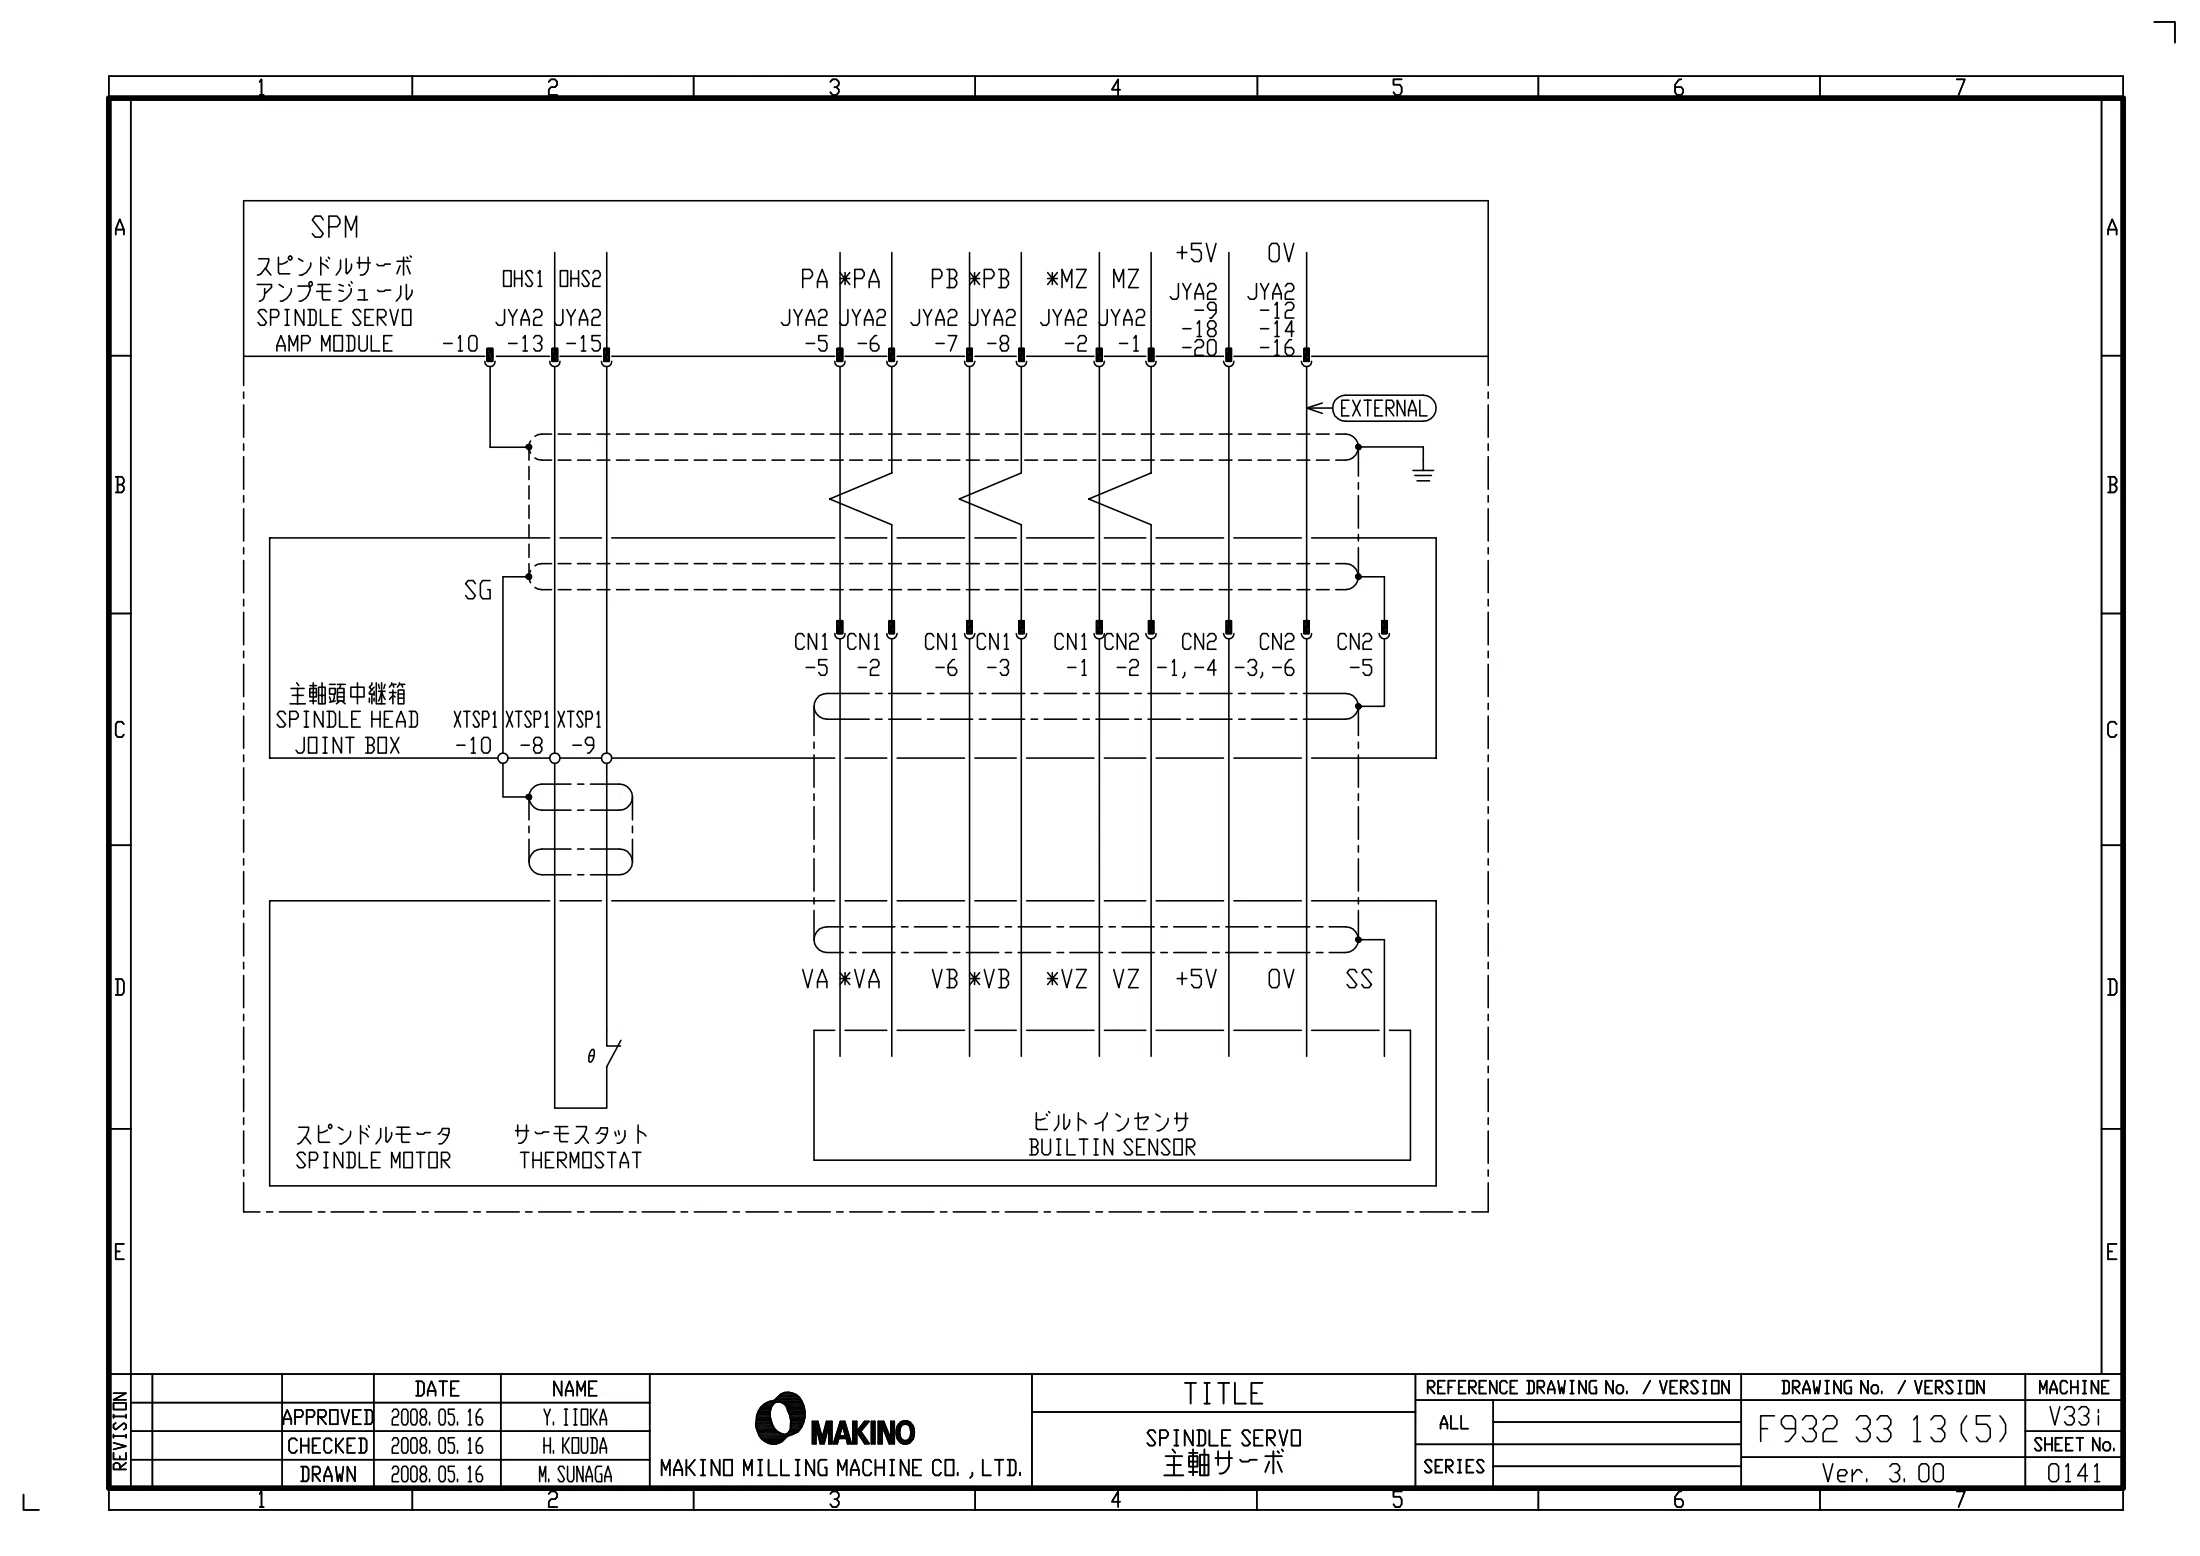 1 2 3 4 5 6 7
A A
SPM
スピンドルサーボ
アンプモジュール
SPINDLE SERVO
AMP MODULE
+5V 0V
OHS1 OHS2 PA *PA PB *PB *MZ MZ
JYA2 JYA2
-9 -12
-18 -14
-20 -16
JYA2 JYA2 JYA2 JYA2 JYA2 JYA2 JYA2 JYA2
-10 -13 -15 -5 -6 -7 -8 -2 -1
EXTERNAL
B B
SG
CN1 CN1 CN1 CN1 CN1 CN2 CN2 CN2 CN2
-5 -2 -6 -3 -1 -2 -1,-4 -3,-6 -5
主軸頭中継箱
SPINDLE HEAD
JOINT BOX
XTSP1 XTSP1 XTSP1
-10 -8 -9
C C
VA *VA VB *VB *VZ VZ +5V 0V SS
D D
θ
スピンドルモータ
SPINDLE MOTOR
サーモスタット
THERMOSTAT
ビルトインセンサ
BUILTIN SENSOR
E E
REVISION
DATE NAME
APPROVED 2008.05.16 Y.IIOKA
CHECKED 2008.05.16 H.KOUDA
DRAWN 2008.05.16 M.SUNAGA
MAKINO
MAKINO MILLING MACHINE CO.,LTD.
TITLE
SPINDLE SERVO
主軸サーボ
REFERENCE DRAWING No. / VERSION
ALL
SERIES
DRAWING No. / VERSION
F932 33 13(5)
Ver. 3.00
MACHINE
V33i
SHEET No.
0141
1 2 3 4 5 6 7